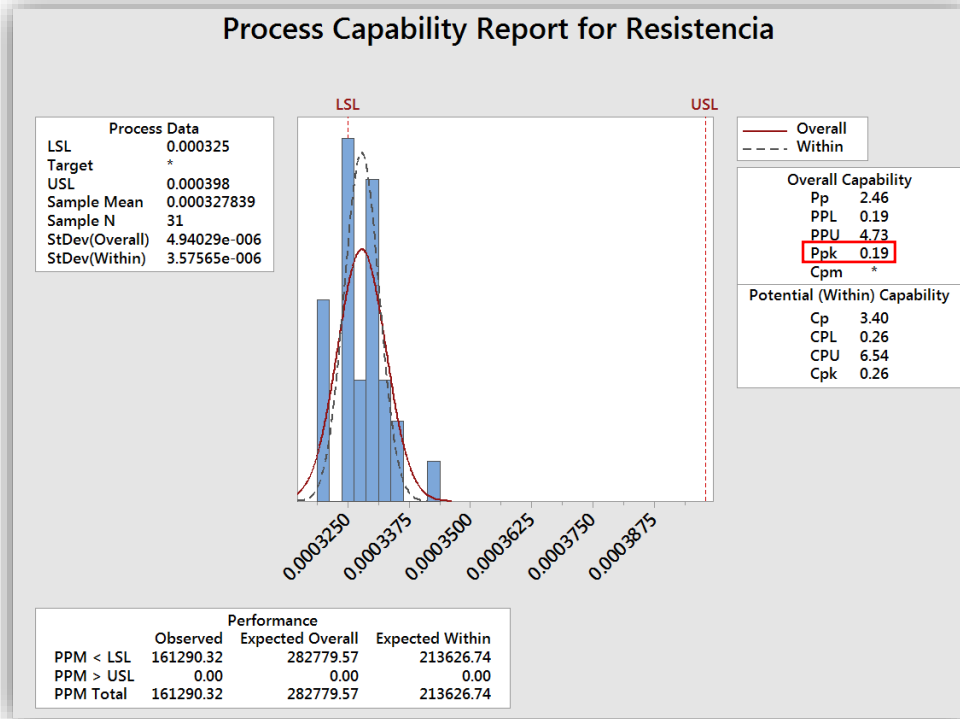 Process Capability Report for Resistencia
LSL USL
Process Data
LSL 0.000325
Target *
USL 0.000398
Sample Mean 0.000327839
Sample N 31
StDev(Overall) 4.94029e-006
StDev(Within) 3.57565e-006
Overall
Within
Overall Capability
Pp 2.46
PPL 0.19
PPU 4.73
Ppk 0.19
Cpm *
Potential (Within) Capability
Cp 3.40
CPL 0.26
CPU 6.54
Cpk 0.26
0.0003250 0.0003375 0.0003500 0.0003625 0.0003750 0.0003875
Performance
Observed Expected Overall Expected Within
PPM < LSL 161290.32 282779.57 213626.74
PPM > USL 0.00 0.00 0.00
PPM Total 161290.32 282779.57 213626.74